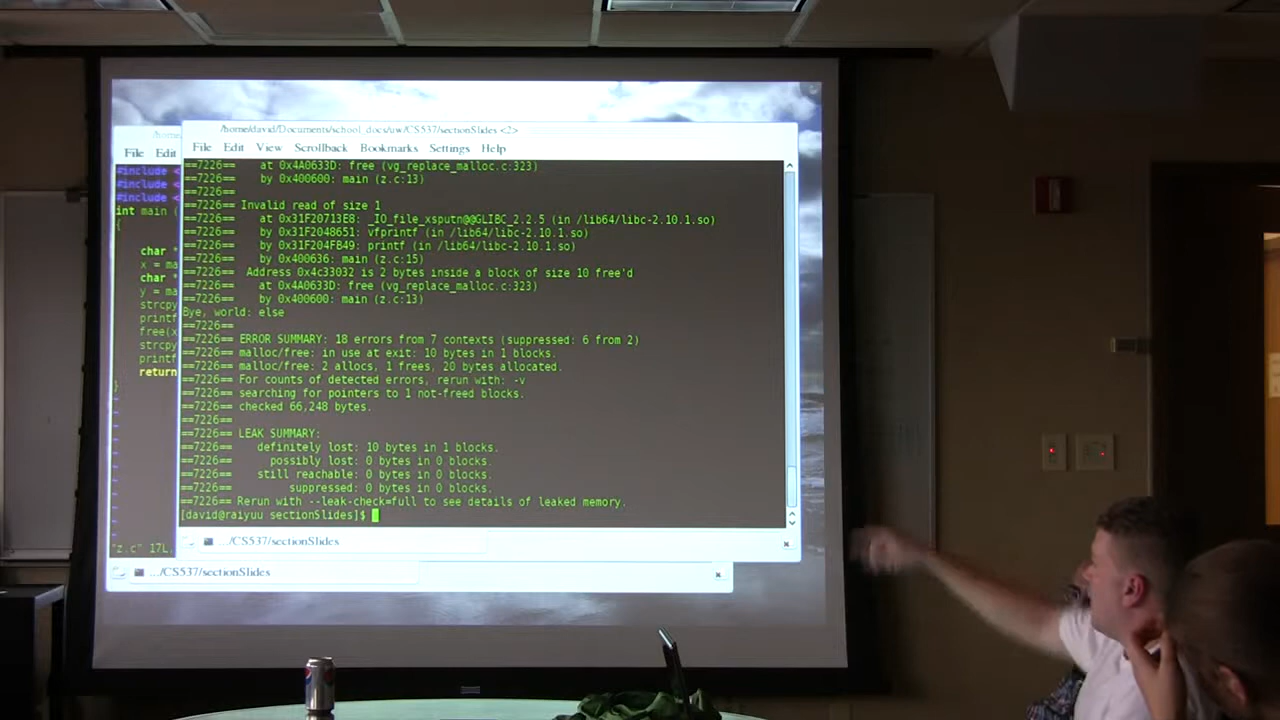 /home/david/Documents/school_docs/uw/CS537/sectionSlides <2>
/home
File Edit View Scrollback Bookmarks Settings Help
File Edit
==7226==    at 0x4A0633D: free (vg_replace_malloc.c:323)
==7226==    by 0x400600: main (z.c:13)
==7226==
==7226== Invalid read of size 1
==7226==    at 0x31F20713E8: _IO_file_xsputn@@GLIBC_2.2.5 (in /lib64/libc-2.10.1.so)
==7226==    by 0x31F2048651: vfprintf (in /lib64/libc-2.10.1.so)
==7226==    by 0x31F204FB49: printf (in /lib64/libc-2.10.1.so)
==7226==    by 0x400636: main (z.c:15)
==7226==  Address 0x4c33032 is 2 bytes inside a block of size 10 free'd
==7226==    at 0x4A0633D: free (vg_replace_malloc.c:323)
==7226==    by 0x400600: main (z.c:13)
Bye, world: else
==7226==
==7226== ERROR SUMMARY: 18 errors from 7 contexts (suppressed: 6 from 2)
==7226== malloc/free: in use at exit: 10 bytes in 1 blocks.
==7226== malloc/free: 2 allocs, 1 frees, 20 bytes allocated.
==7226== For counts of detected errors, rerun with: -v
==7226== searching for pointers to 1 not-freed blocks.
==7226== checked 66,248 bytes.
==7226==
==7226== LEAK SUMMARY:
==7226==    definitely lost: 10 bytes in 1 blocks.
==7226==      possibly lost: 0 bytes in 0 blocks.
==7226==    still reachable: 0 bytes in 0 blocks.
==7226==         suppressed: 0 bytes in 0 blocks.
==7226== Rerun with --leak-check=full to see details of leaked memory.
[david@raiyuu sectionSlides]$
#include <
#include <
#include <
int main (
{
char *
x = ma
char *
y = ma
strcpy
printf
free(x
strcpy
printf
return
}
"z.c" 17L,
.../CS537/sectionSlides
.../CS537/sectionSlides
pepsi